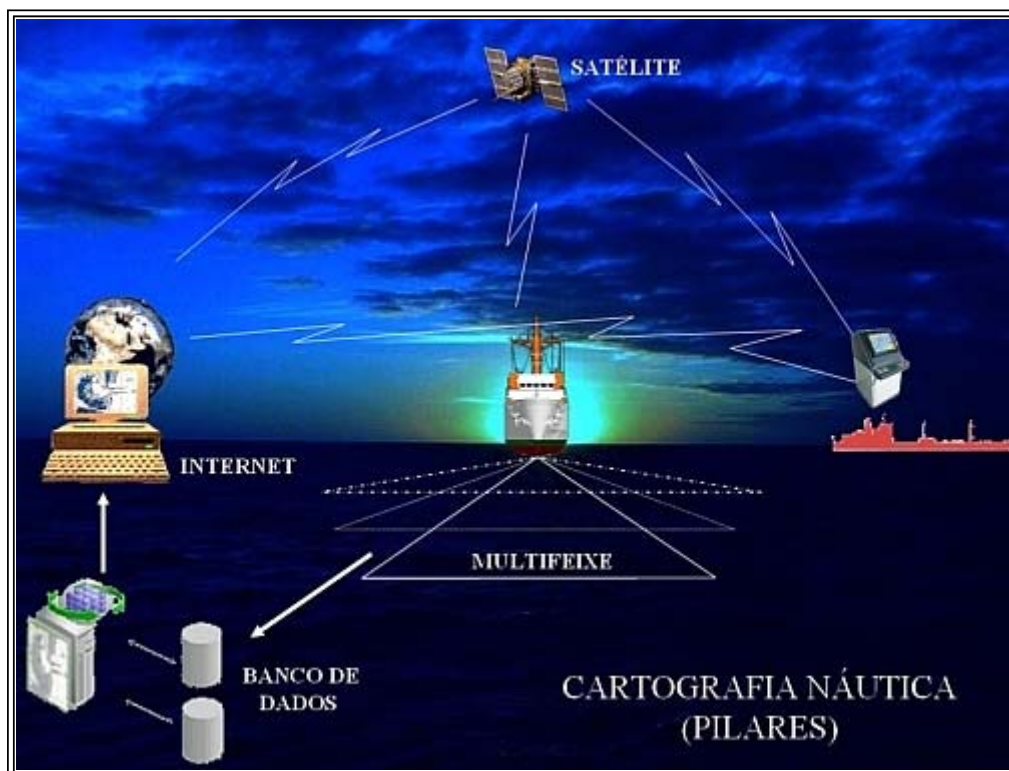 SATÉLITE
INTERNET
MULTIFEIXE
BANCO DE
DADOS
CARTOGRAFIA NÁUTICA
(PILARES)